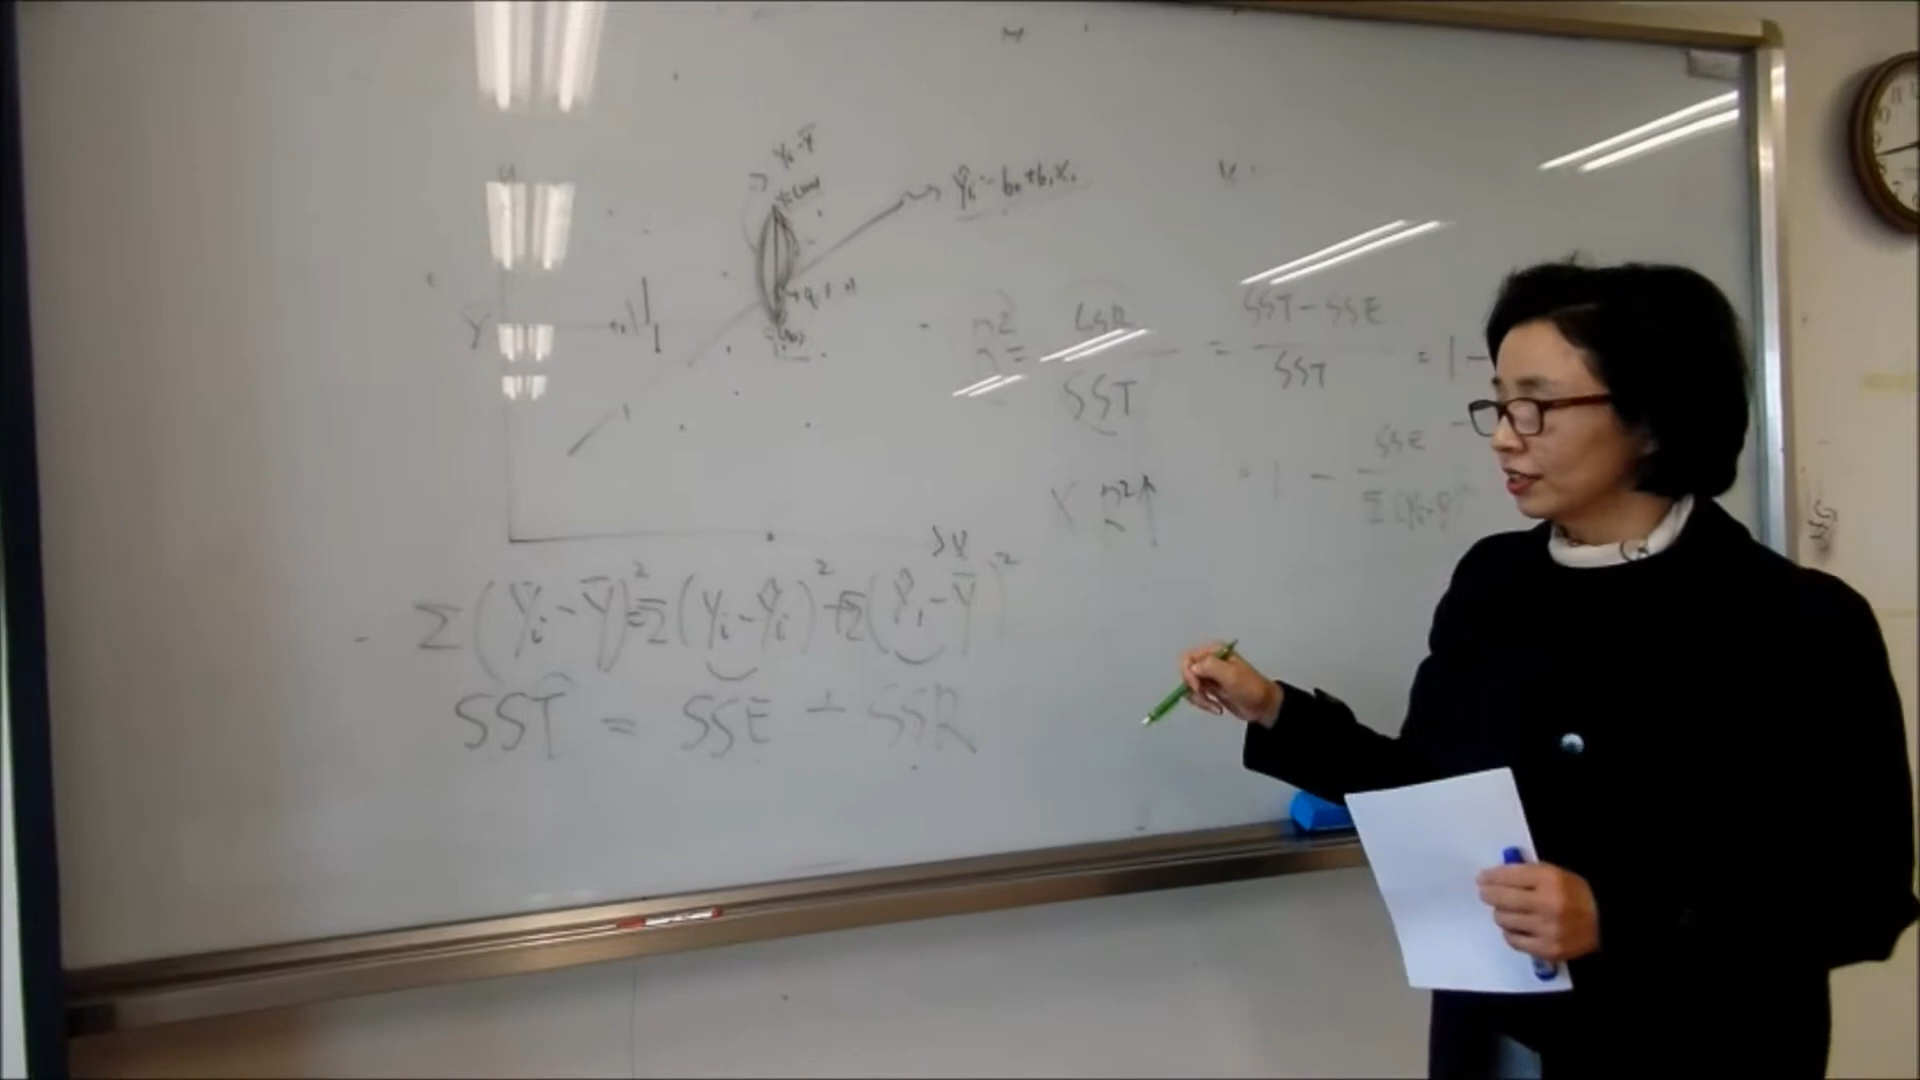 Yi - Ȳ
Ŷi = b0 + b1Xi
Ȳ
R² = SSR / SST = SST - SSE / SST = 1 -
= 1 - SSE / Σ(Yi - Ȳ)²
X R²↑
Σ(Yi - Ȳ)² = Σ(Yi - Ŷi)² + Σ(Ŷi - Ȳ)²
SST = SSE + SSR